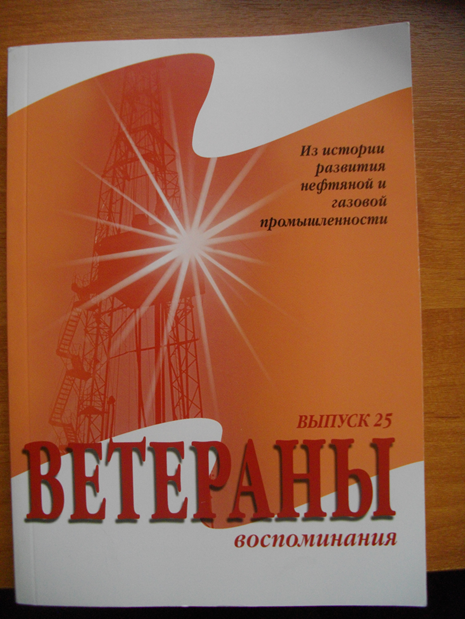 Из истории
развития
нефтяной и
газовой
промышленности
ВЫПУСК 25
ВЕТЕРАНЫ
воспоминания